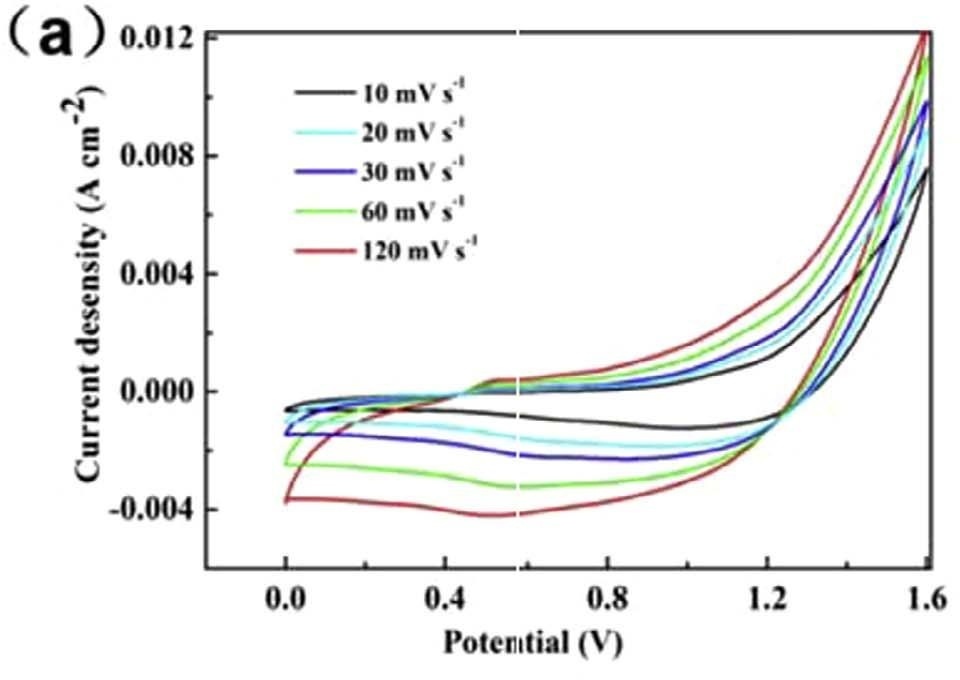 (a)
0.012
0.008
0.004
0.000
-0.004
Currrent desensity (A cm-2)
10 mV s-1
20 mV s-1
30 mV s-1
60 mV s-1
120 mV s-1
0.0 0.4 0.8 1.2 1.6
Potential (V)